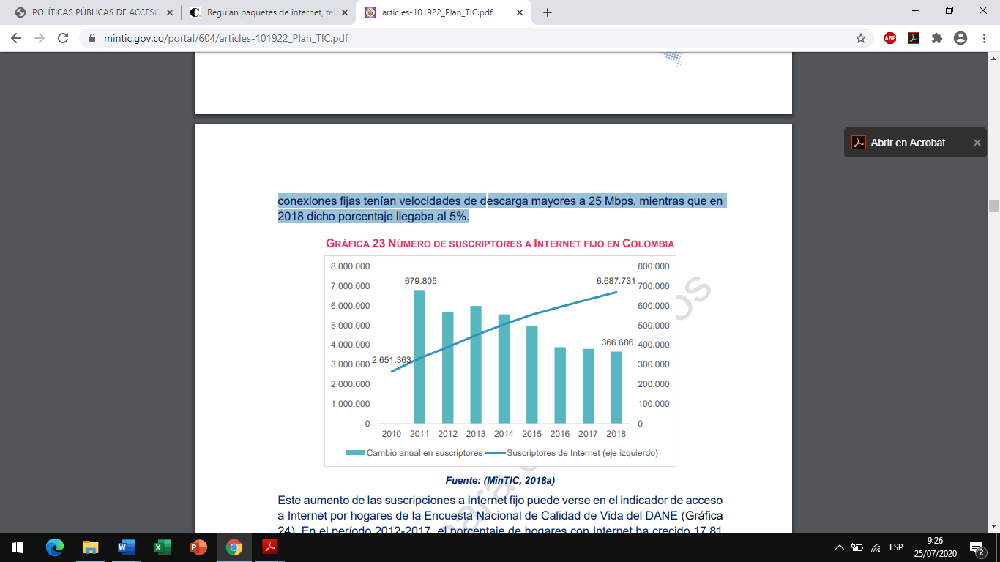 POLÍTICAS PÚBLICAS DE ACCESO
Regulan paquetes de internet, tel
articles-101922_Plan_TIC.pdf
mintic.gov.co/portal/604/articles-101922_Plan_TIC.pdf
ABP
Abrir en Acrobat
conexiones fijas tenían velocidades de descarga mayores a 25 Mbps, mientras que en
2018 dicho porcentaje llegaba al 5%.
GRÁFICA 23 NÚMERO DE SUSCRIPTORES A INTERNET FIJO EN COLOMBIA
8.000.000
7.000.000
6.000.000
5.000.000
4.000.000
3.000.000
2.000.000
1.000.000
0
800.000
700.000
600.000
500.000
400.000
300.000
200.000
100.000
0
679.805
6.687.731
366.686
2.651.363
2010 2011 2012 2013 2014 2015 2016 2017 2018
Cambio anual en suscriptores
Suscriptores de Internet (eje izquierdo)
Fuente: (MinTIC, 2018a)
Este aumento de las suscripciones a Internet fijo puede verse en el indicador de acceso
a Internet por hogares de la Encuesta Nacional de Calidad de Vida del DANE (Gráfica
24). En el período 2012-2017, el porcentaje de hogares con Internet ha crecido 17,81
para
os
ESP
9:26
25/07/2020
2